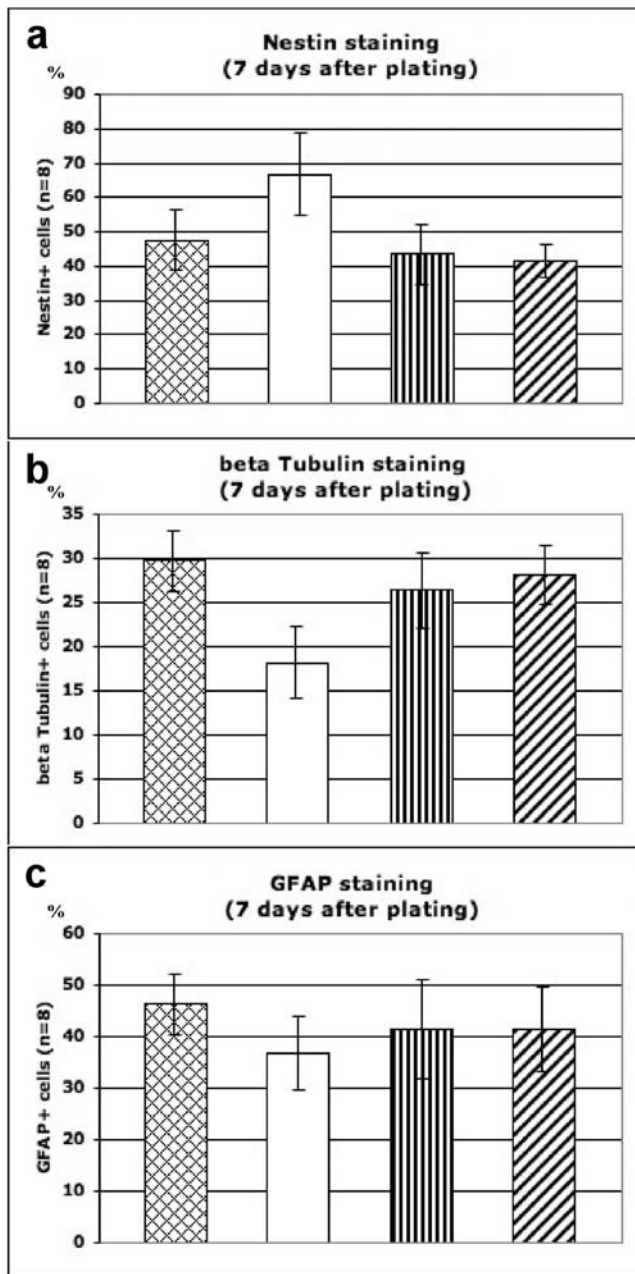 a
Nestin staining
(7 days after plating)
%
Nestin+ cells (n=8)
90
80
70
60
50
40
30
20
10
0
b
beta Tubulin staining
(7 days after plating)
%
beta Tubulin+ cells (n=8)
35
30
25
20
15
10
5
0
c
GFAP staining
(7 days after plating)
%
GFAP+ cells (n=8)
60
50
40
30
20
10
0